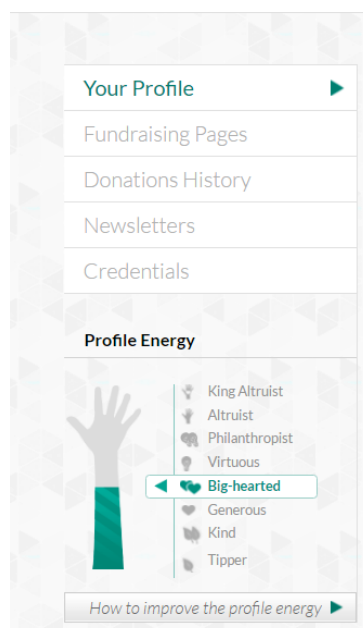 Your Profile
Fundraising Pages
Donations History
Newsletters
Credentials
Profile Energy
King Altruist
Altruist
Philanthropist
Virtuous
Big-hearted
Generous
Kind
Tipper
How to improve the profile energy